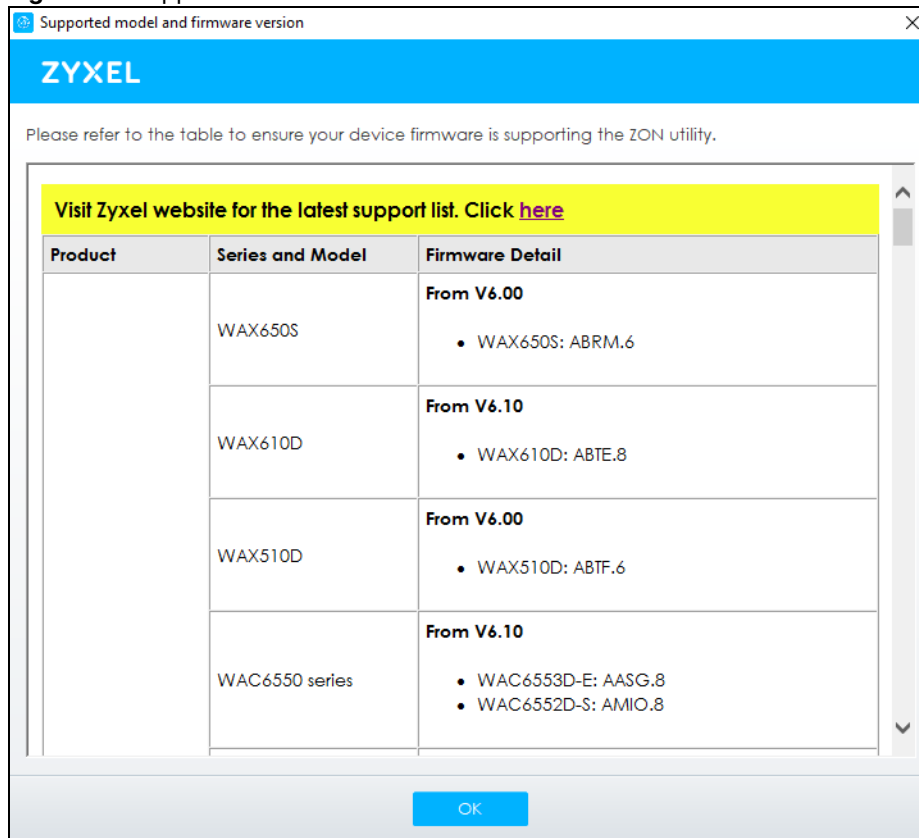 Supported model and firmware version
ZYXEL
Please refer to the table to ensure your device firmware is supporting the ZON utility.
Visit Zyxel website for the latest support list. Click here
Product Series and Model Firmware Detail
WAX650S
From V6.00
• WAX650S: ABRM.6
WAX610D
From V6.10
• WAX610D: ABTE.8
WAX510D
From V6.00
• WAX510D: ABTF.6
WAC6550 series
From V6.10
• WAC6553D-E: AASG.8
• WAC6552D-S: AMIO.8
OK